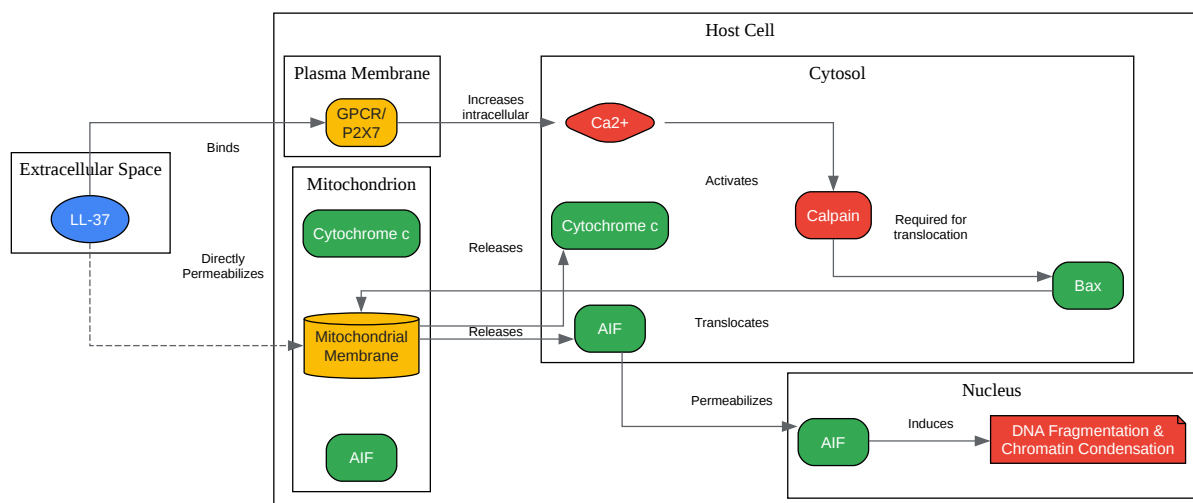 Host Cell
Plasma Membrane
Cytosol
GPCR/
P2X7
Increases
intracellular
Ca2+
Binds
Extracellular Space
LL-37
Mitochondrion
Activates
Calpain
Cytochrome c
Cytochrome c
Required for
translocation
Directly
Permeabilizes
Releases
Bax
Mitochondrial
Membrane
Releases
AIF
Translocates
Nucleus
Permeabilizes
AIF
AIF
Induces
DNA Fragmentation &
Chromatin Condensation